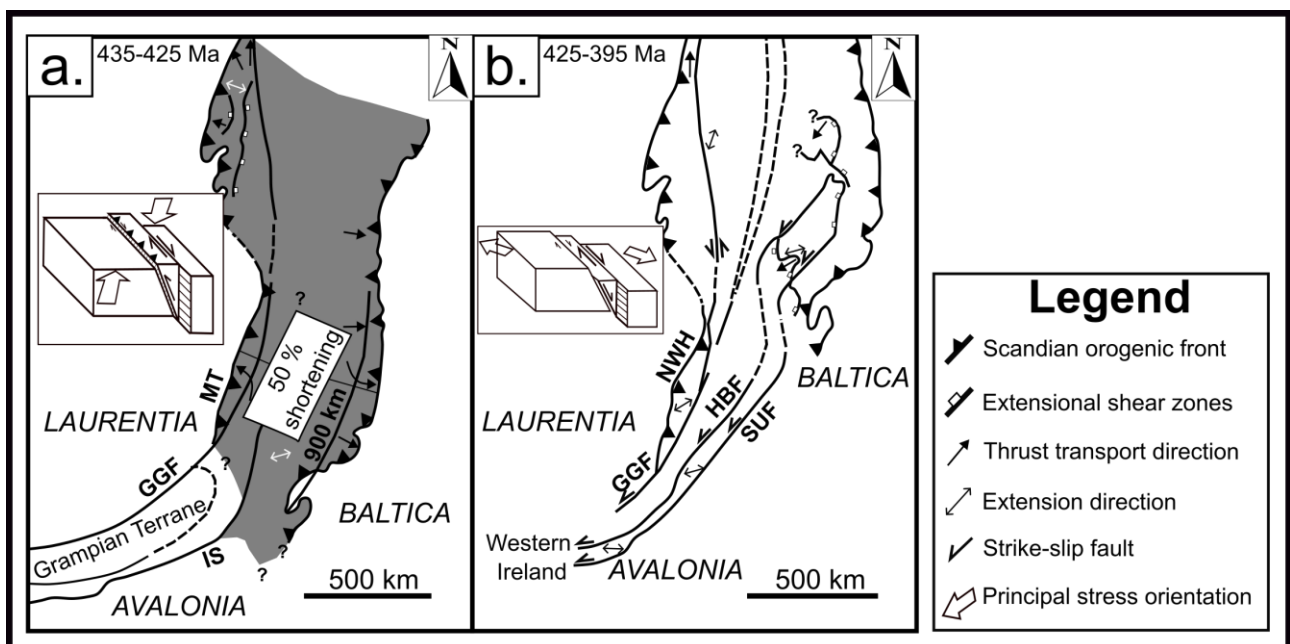 a.
435-425 Ma
N
?
50 %
shortening
900 km
MT
LAURENTIA
GGF
?
Grampian Terrane
IS
BALTICA
?
?
AVALONIA
500 km
b.
425-395 Ma
N
?
?
NWH
HBF
SUF
BALTICA
LAURENTIA
GGF
Western
Ireland
AVALONIA
500 km
Legend
Scandian orogenic front
Extensional shear zones
Thrust transport direction
Extension direction
Strike-slip fault
Principal stress orientation